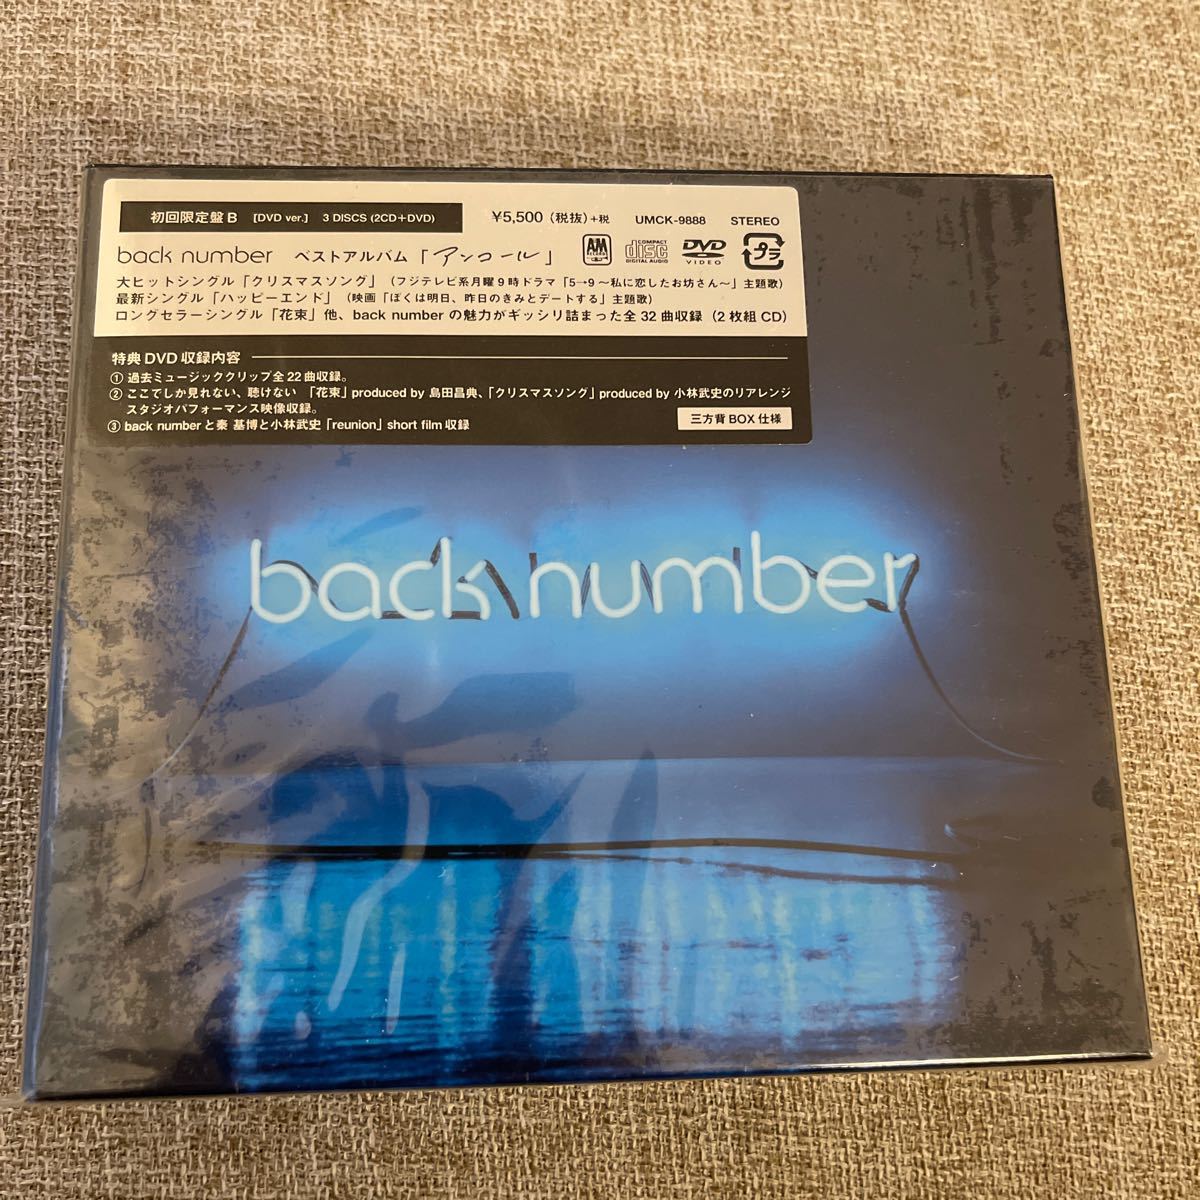 初回限定盤 B [DVD ver.] 3 DISCS (2CD＋DVD) ¥5,500（税抜）+税 UMCK-9888 STEREO
back number ベストアルバム「アンコール」 A&M RECORDS COMPACT disc DIGITAL AUDIO DVD VIDEO プラ
大ヒットシングル「クリスマスソング」（フジテレビ系月曜9時ドラマ「5→9～私に恋したお坊さん～」主題歌）
最新シングル「ハッピーエンド」（映画「ぼくは明日、昨日のきみとデートする」主題歌）
ロングセラーシングル「花束」他、back number の魅力がギッシリ詰まった全32曲収録（2枚組CD）
特典DVD収録内容
① 過去ミュージッククリップ全22曲収録。
② ここでしか見れない、聴けない 「花束」produced by 島田昌典、「クリスマスソング」produced by 小林武史のリアレンジ
スタジオパフォーマンス映像収録。
③ back numberと秦 基博と小林武史「reunion」short film収録
三方背BOX仕様
back number